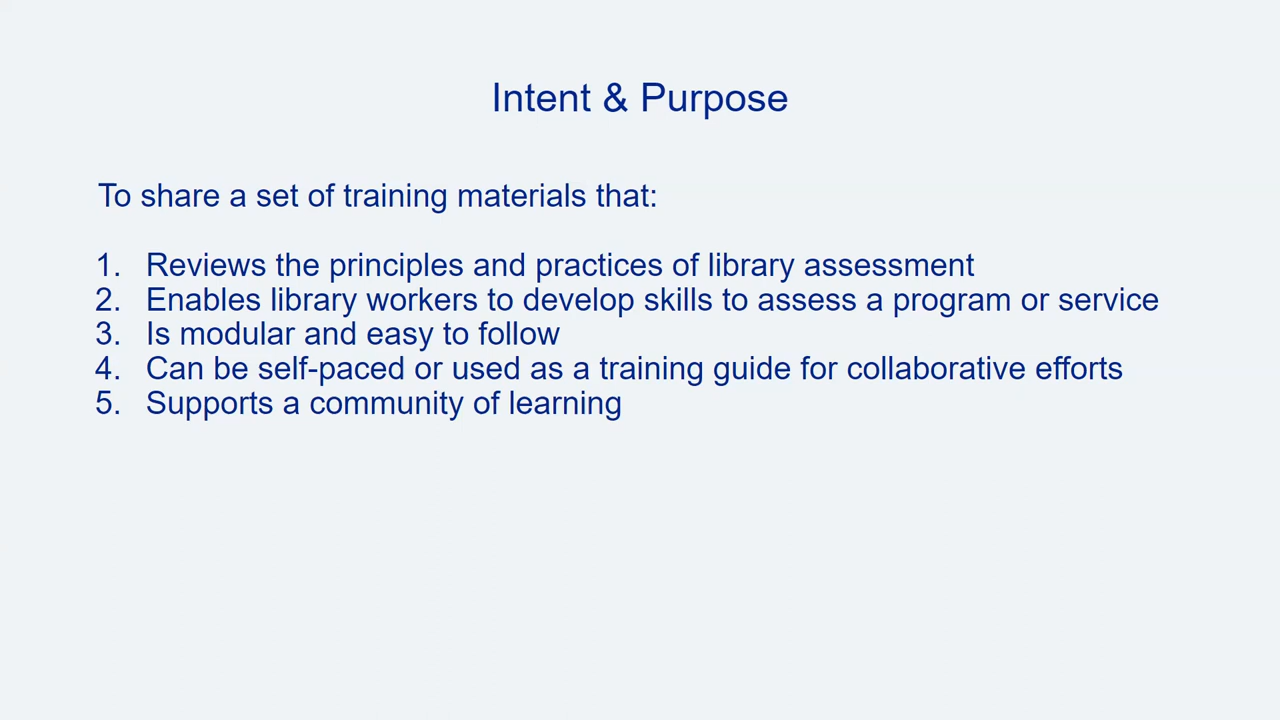 Intent & Purpose
To share a set of training materials that:
1. Reviews the principles and practices of library assessment
2. Enables library workers to develop skills to assess a program or service
3. Is modular and easy to follow
4. Can be self-paced or used as a training guide for collaborative efforts
5. Supports a community of learning